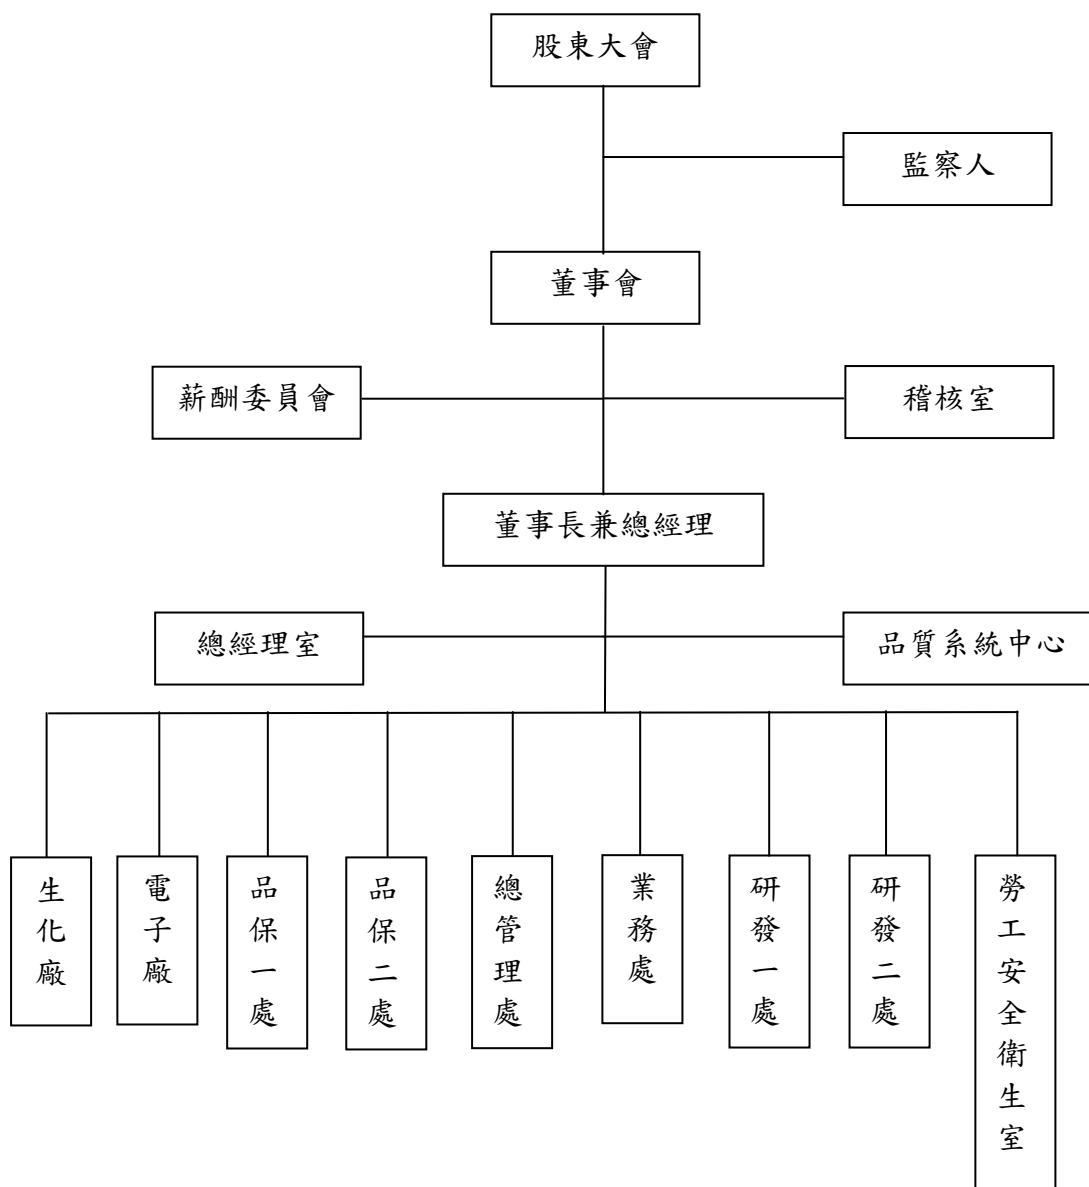 股東大會
監察人
董事會
薪酬委員會
稽核室
董事長兼總經理
總經理室
品質系統中心
生化廠
電子廠
品保一處
品保二處
總管理處
業務處
研發一處
研發二處
勞工安全衛生室